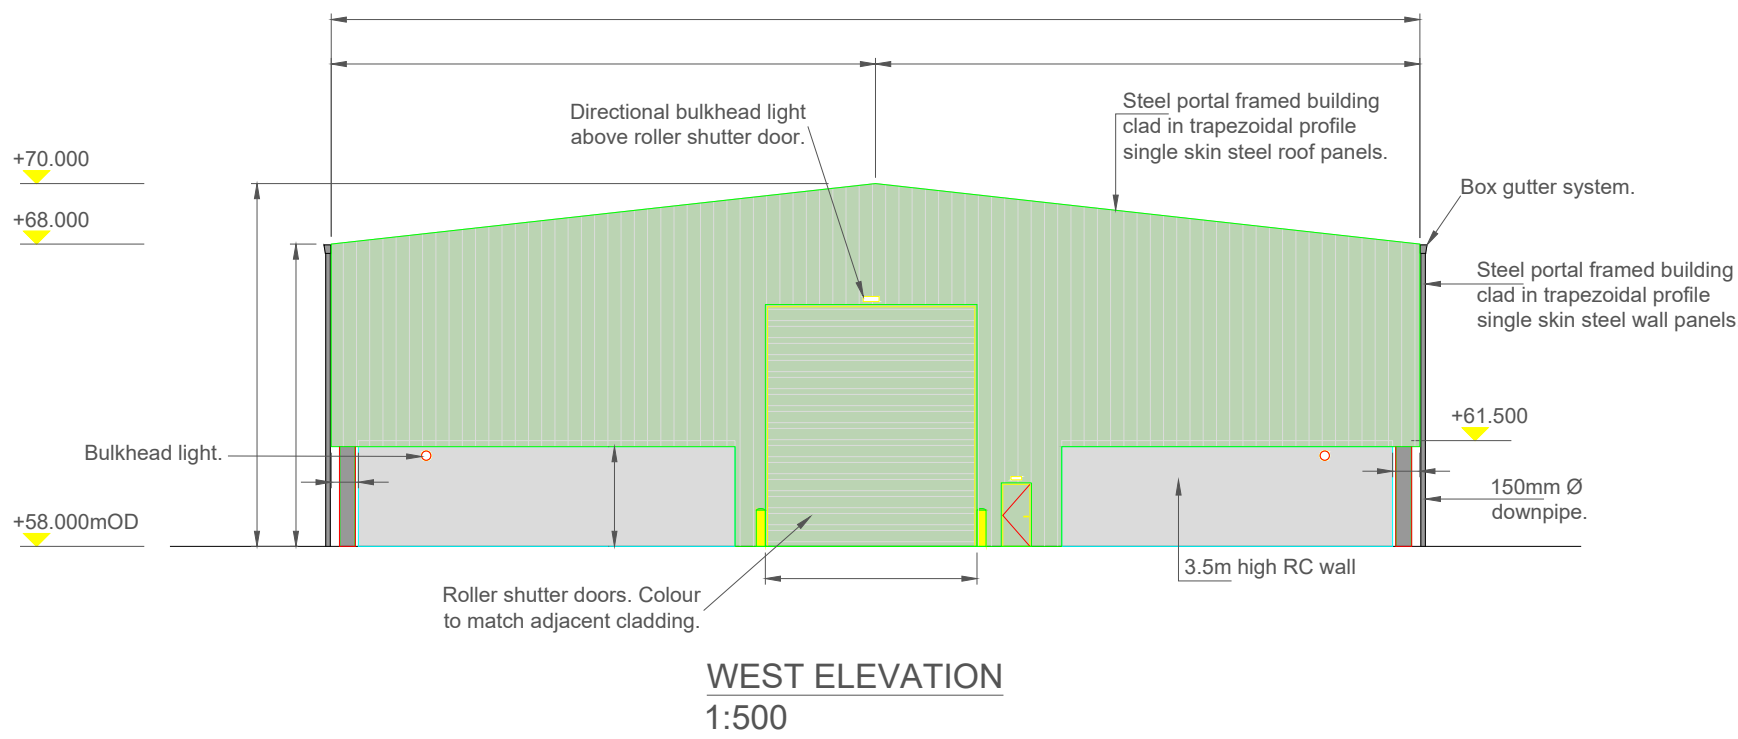 Directional bulkhead light
above roller shutter door.
Steel portal framed building
clad in trapezoidal profile
single skin steel roof panels.
+70.000
Box gutter system.
+68.000
Steel portal framed building
clad in trapezoidal profile
single skin steel wall panels
+61.500
Bulkhead light.
150mm Ø
downpipe.
+58.000mOD
3.5m high RC wall
Roller shutter doors. Colour
to match adjacent cladding.
WEST ELEVATION
1:500